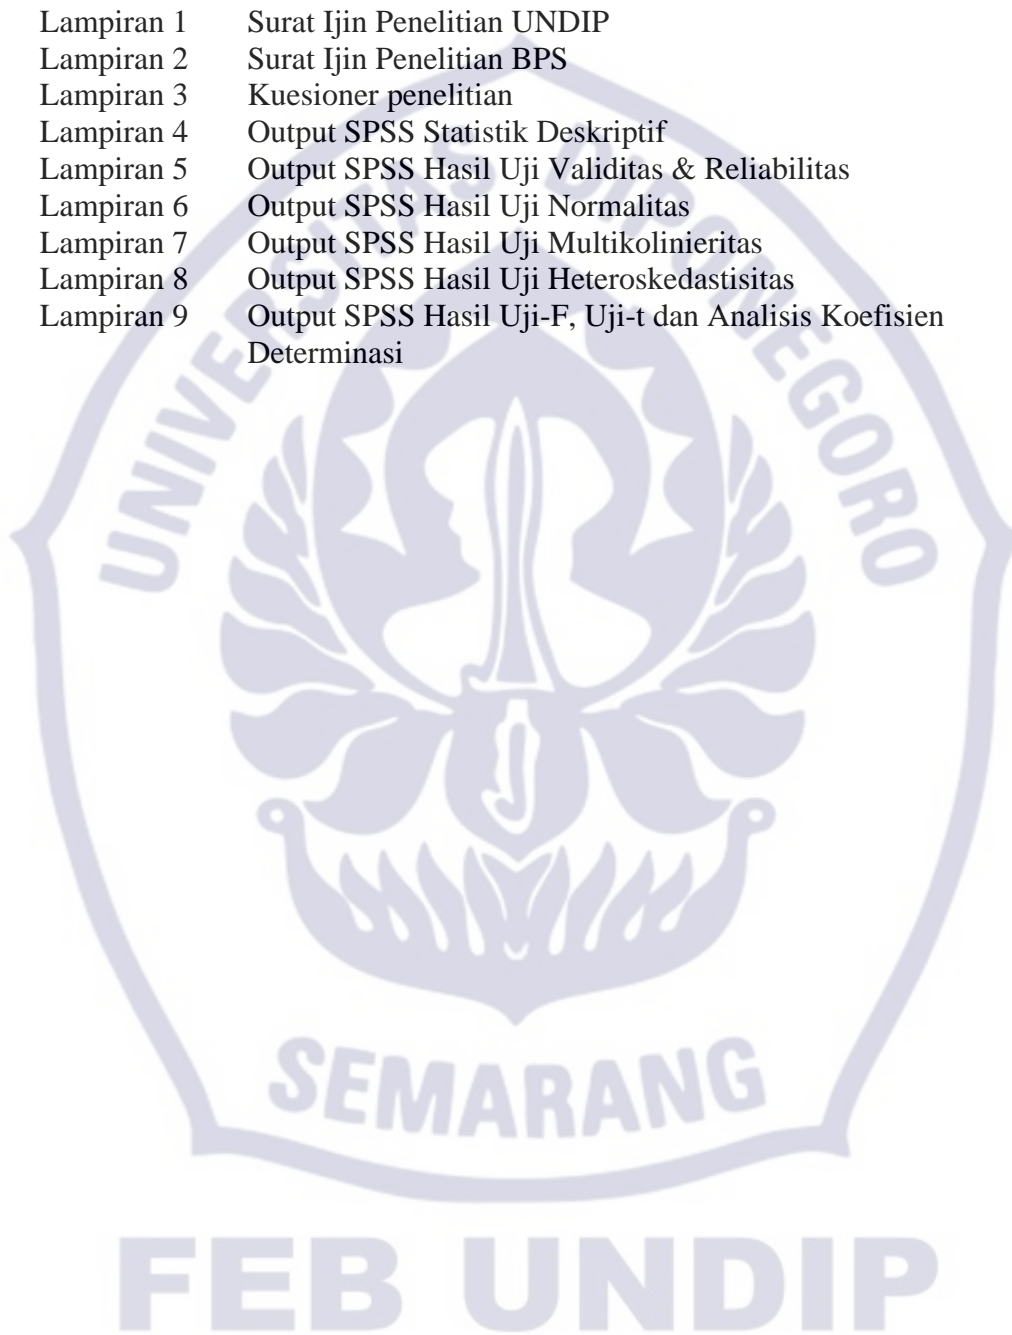 Lampiran 1 Surat Ijin Penelitian UNDIP
Lampiran 2 Surat Ijin Penelitian BPS
Lampiran 3 Kuesioner penelitian
Lampiran 4 Output SPSS Statistik Deskriptif
Lampiran 5 Output SPSS Hasil Uji Validitas & Reliabilitas
Lampiran 6 Output SPSS Hasil Uji Normalitas
Lampiran 7 Output SPSS Hasil Uji Multikolinieritas
Lampiran 8 Output SPSS Hasil Uji Heteroskedastisitas
Lampiran 9 Output SPSS Hasil Uji-F, Uji-t dan Analisis Koefisien
Determinasi
UNIVERSITAS DIPONEGORO
SEMARANG
FEB UNDIP